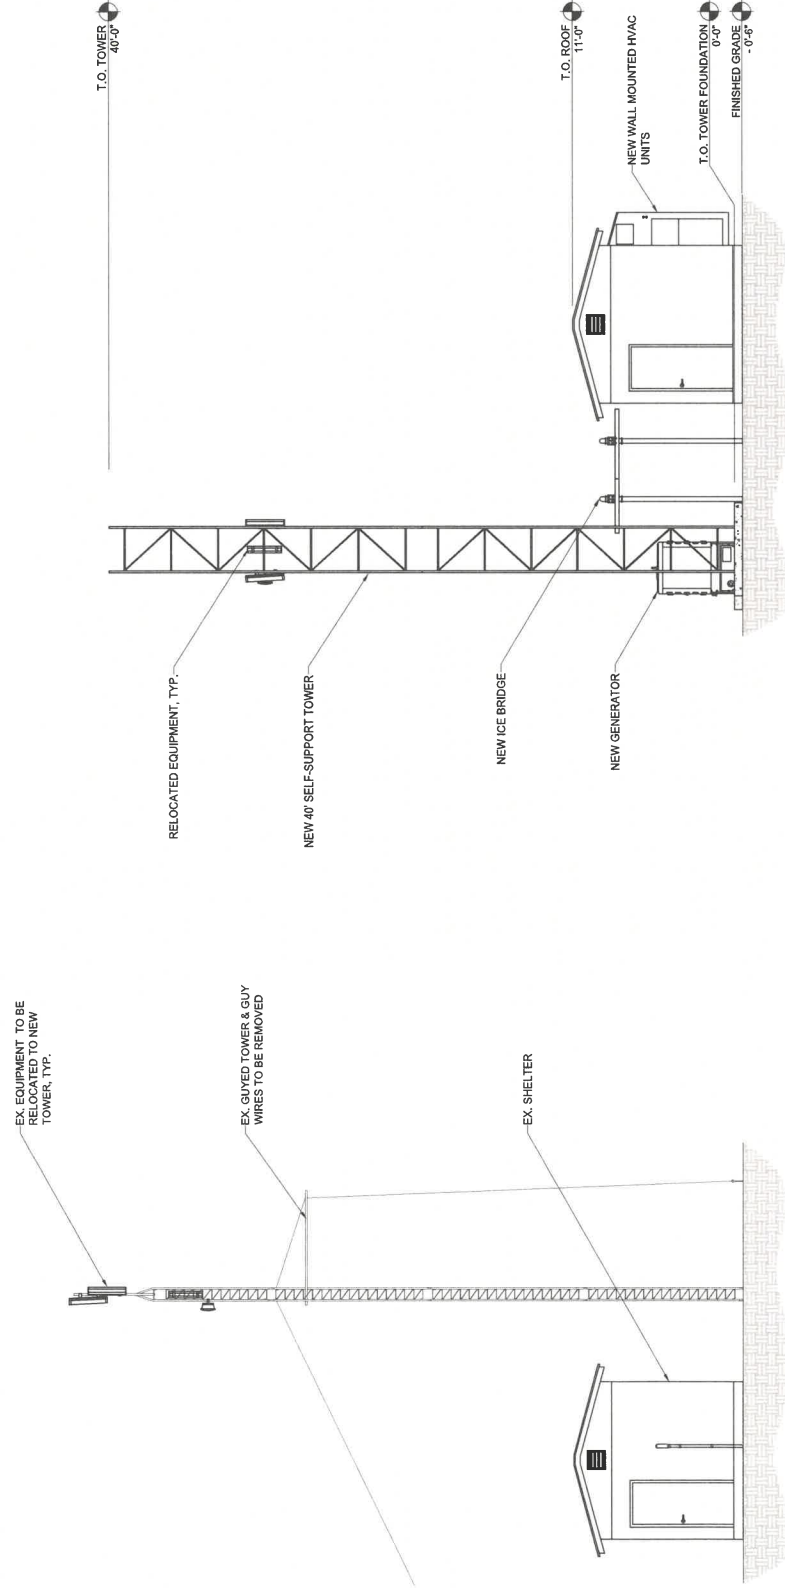 EX. EQUIPMENT TO BE
RELOCATED TO NEW
TOWER, TYP.
EX. GUYED TOWER & GUY
WIRES TO BE REMOVED
EX. SHELTER
RELOCATED EQUIPMENT, TYP.
NEW 40' SELF-SUPPORT TOWER
NEW ICE BRIDGE
NEW GENERATOR
T.O. TOWER
40'-0"
T.O. ROOF
11'-0"
NEW WALL MOUNTED HVAC
UNITS
T.O. TOWER FOUNDATION
0'-0"
FINISHED GRADE
- 0'-6"